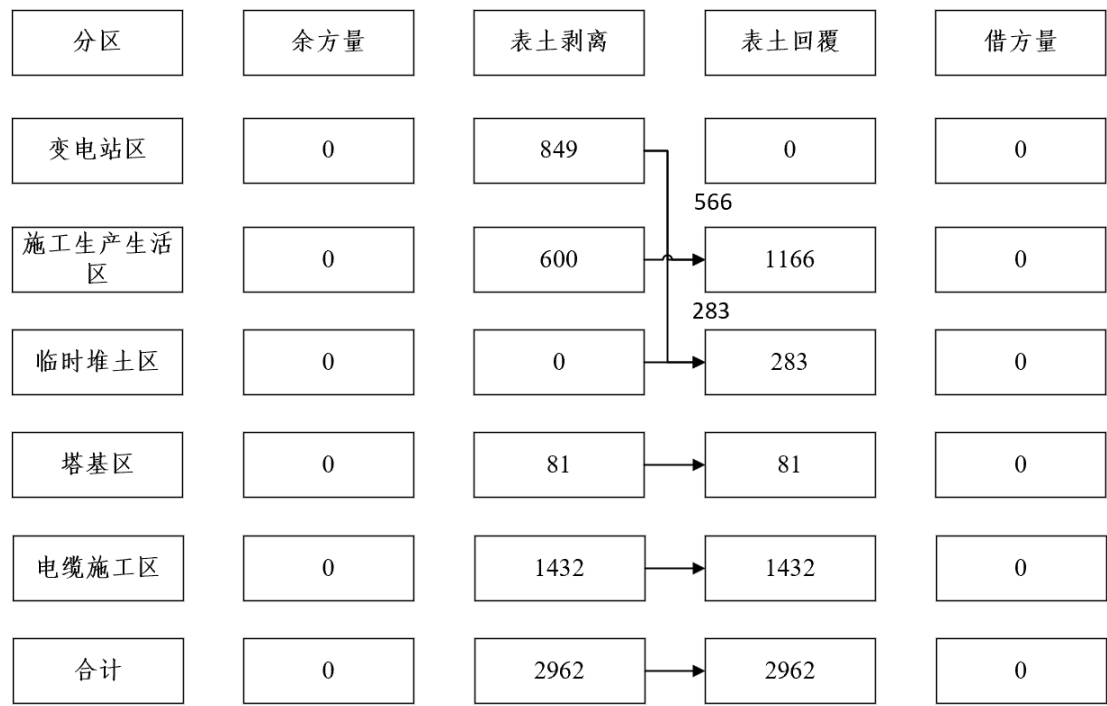 分区 余方量 表土剥离 表土回覆 借方量
变电站区 0 849 0 0
566
施工生产生活
区 0 600 1166 0
283
临时堆土区 0 0 283 0
塔基区 0 81 81 0
电缆施工区 0 1432 1432 0
合计 0 2962 2962 0